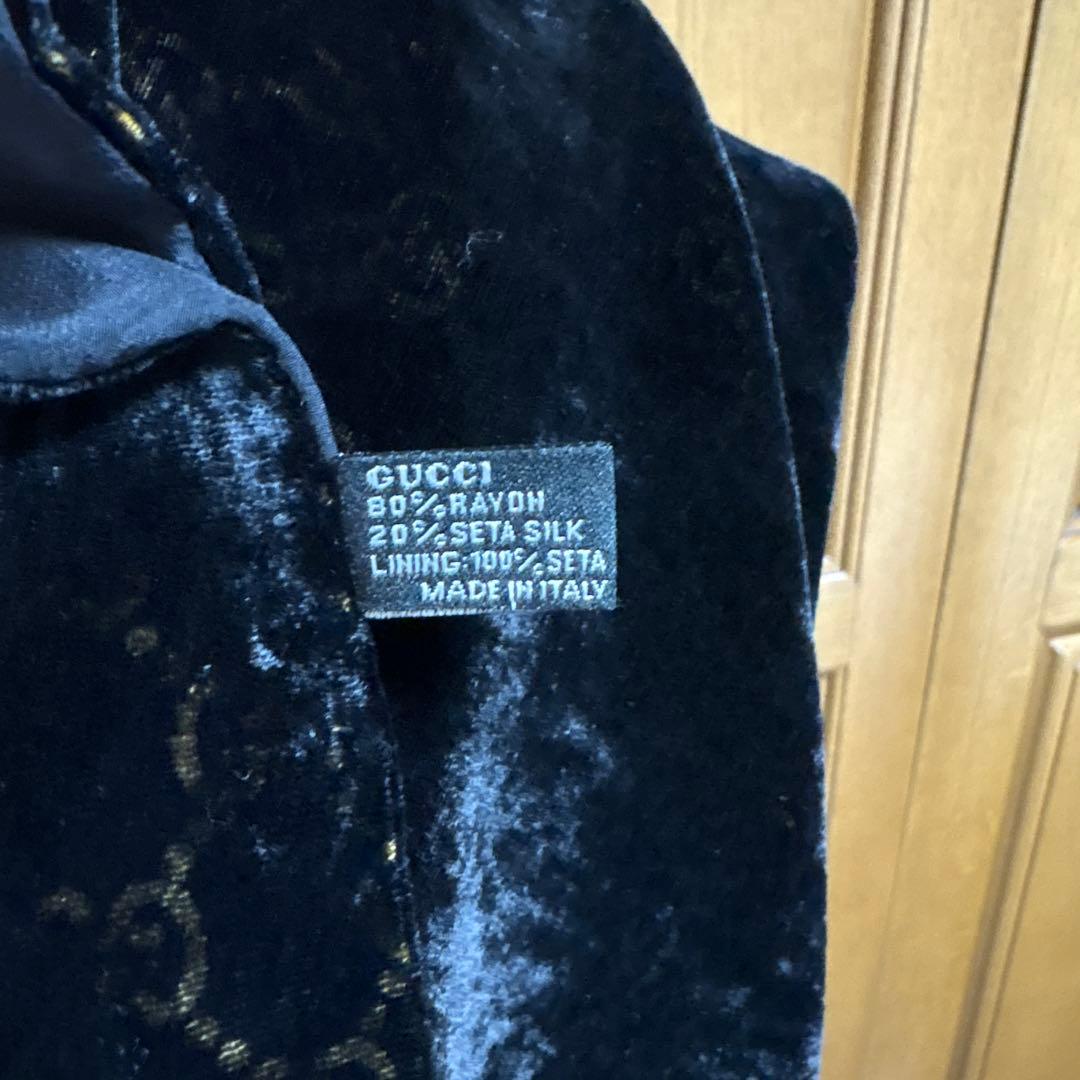 GUCCI
80% RAYON
20% SETA SILK
LINING:100% SETA
MADE IN ITALY